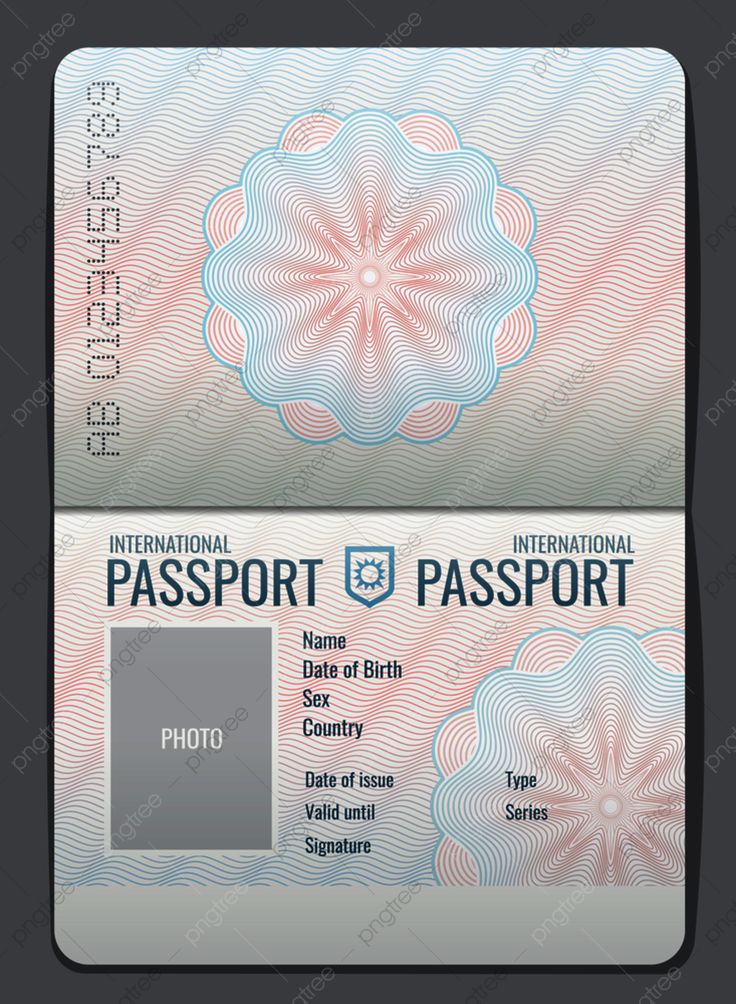 AB 0123456789
INTERNATIONAL INTERNATIONAL
PASSPORT PASSPORT
PHOTO
Name
Date of Birth
Sex
Country
Date of issue Type
Valid until Series
Signature
pngtree